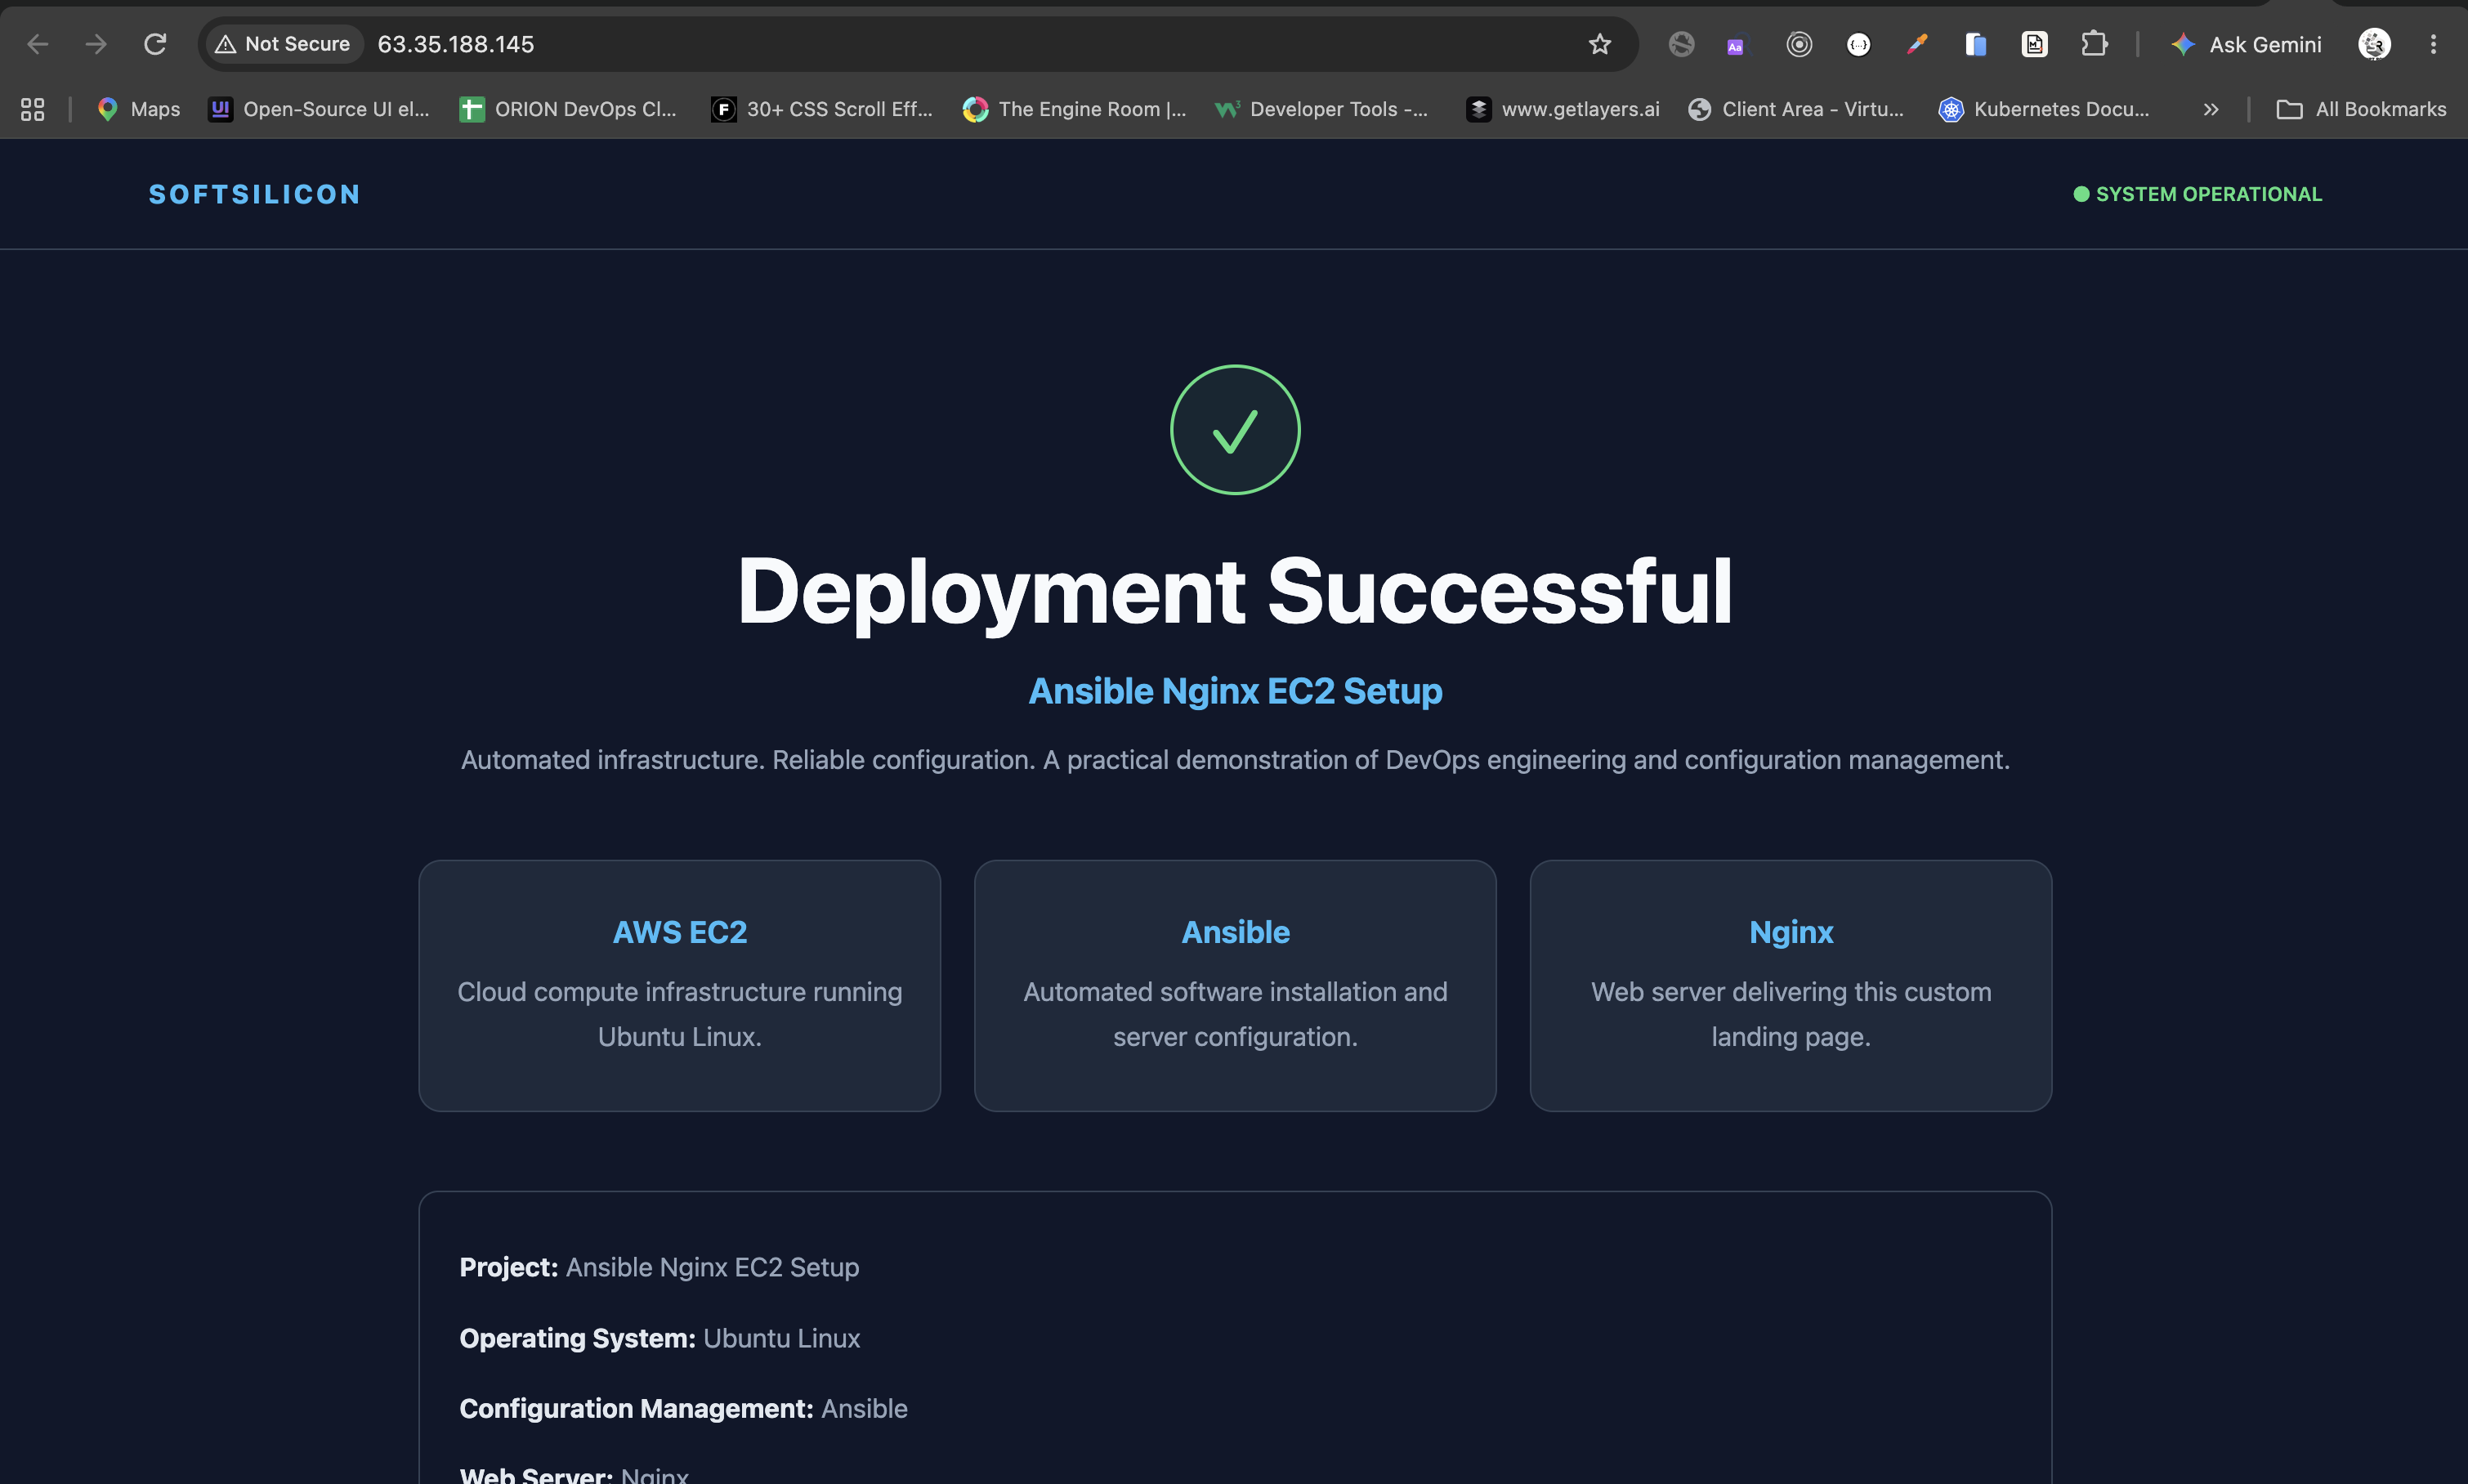 Not Secure 63.35.188.145
Aa
Ask Gemini
Maps
UI Open-Source UI el...
ORION DevOps Cl...
F 30+ CSS Scroll Eff...
The Engine Room |...
Developer Tools -...
www.getlayers.ai
Client Area - Virtu...
Kubernetes Docu...
All Bookmarks
SOFTSILICON
SYSTEM OPERATIONAL
Deployment Successful
Ansible Nginx EC2 Setup
Automated infrastructure. Reliable configuration. A practical demonstration of DevOps engineering and configuration management.
AWS EC2
Cloud compute infrastructure running
Ubuntu Linux.
Ansible
Automated software installation and
server configuration.
Nginx
Web server delivering this custom
landing page.
Project: Ansible Nginx EC2 Setup
Operating System: Ubuntu Linux
Configuration Management: Ansible
Web Server: Nginx